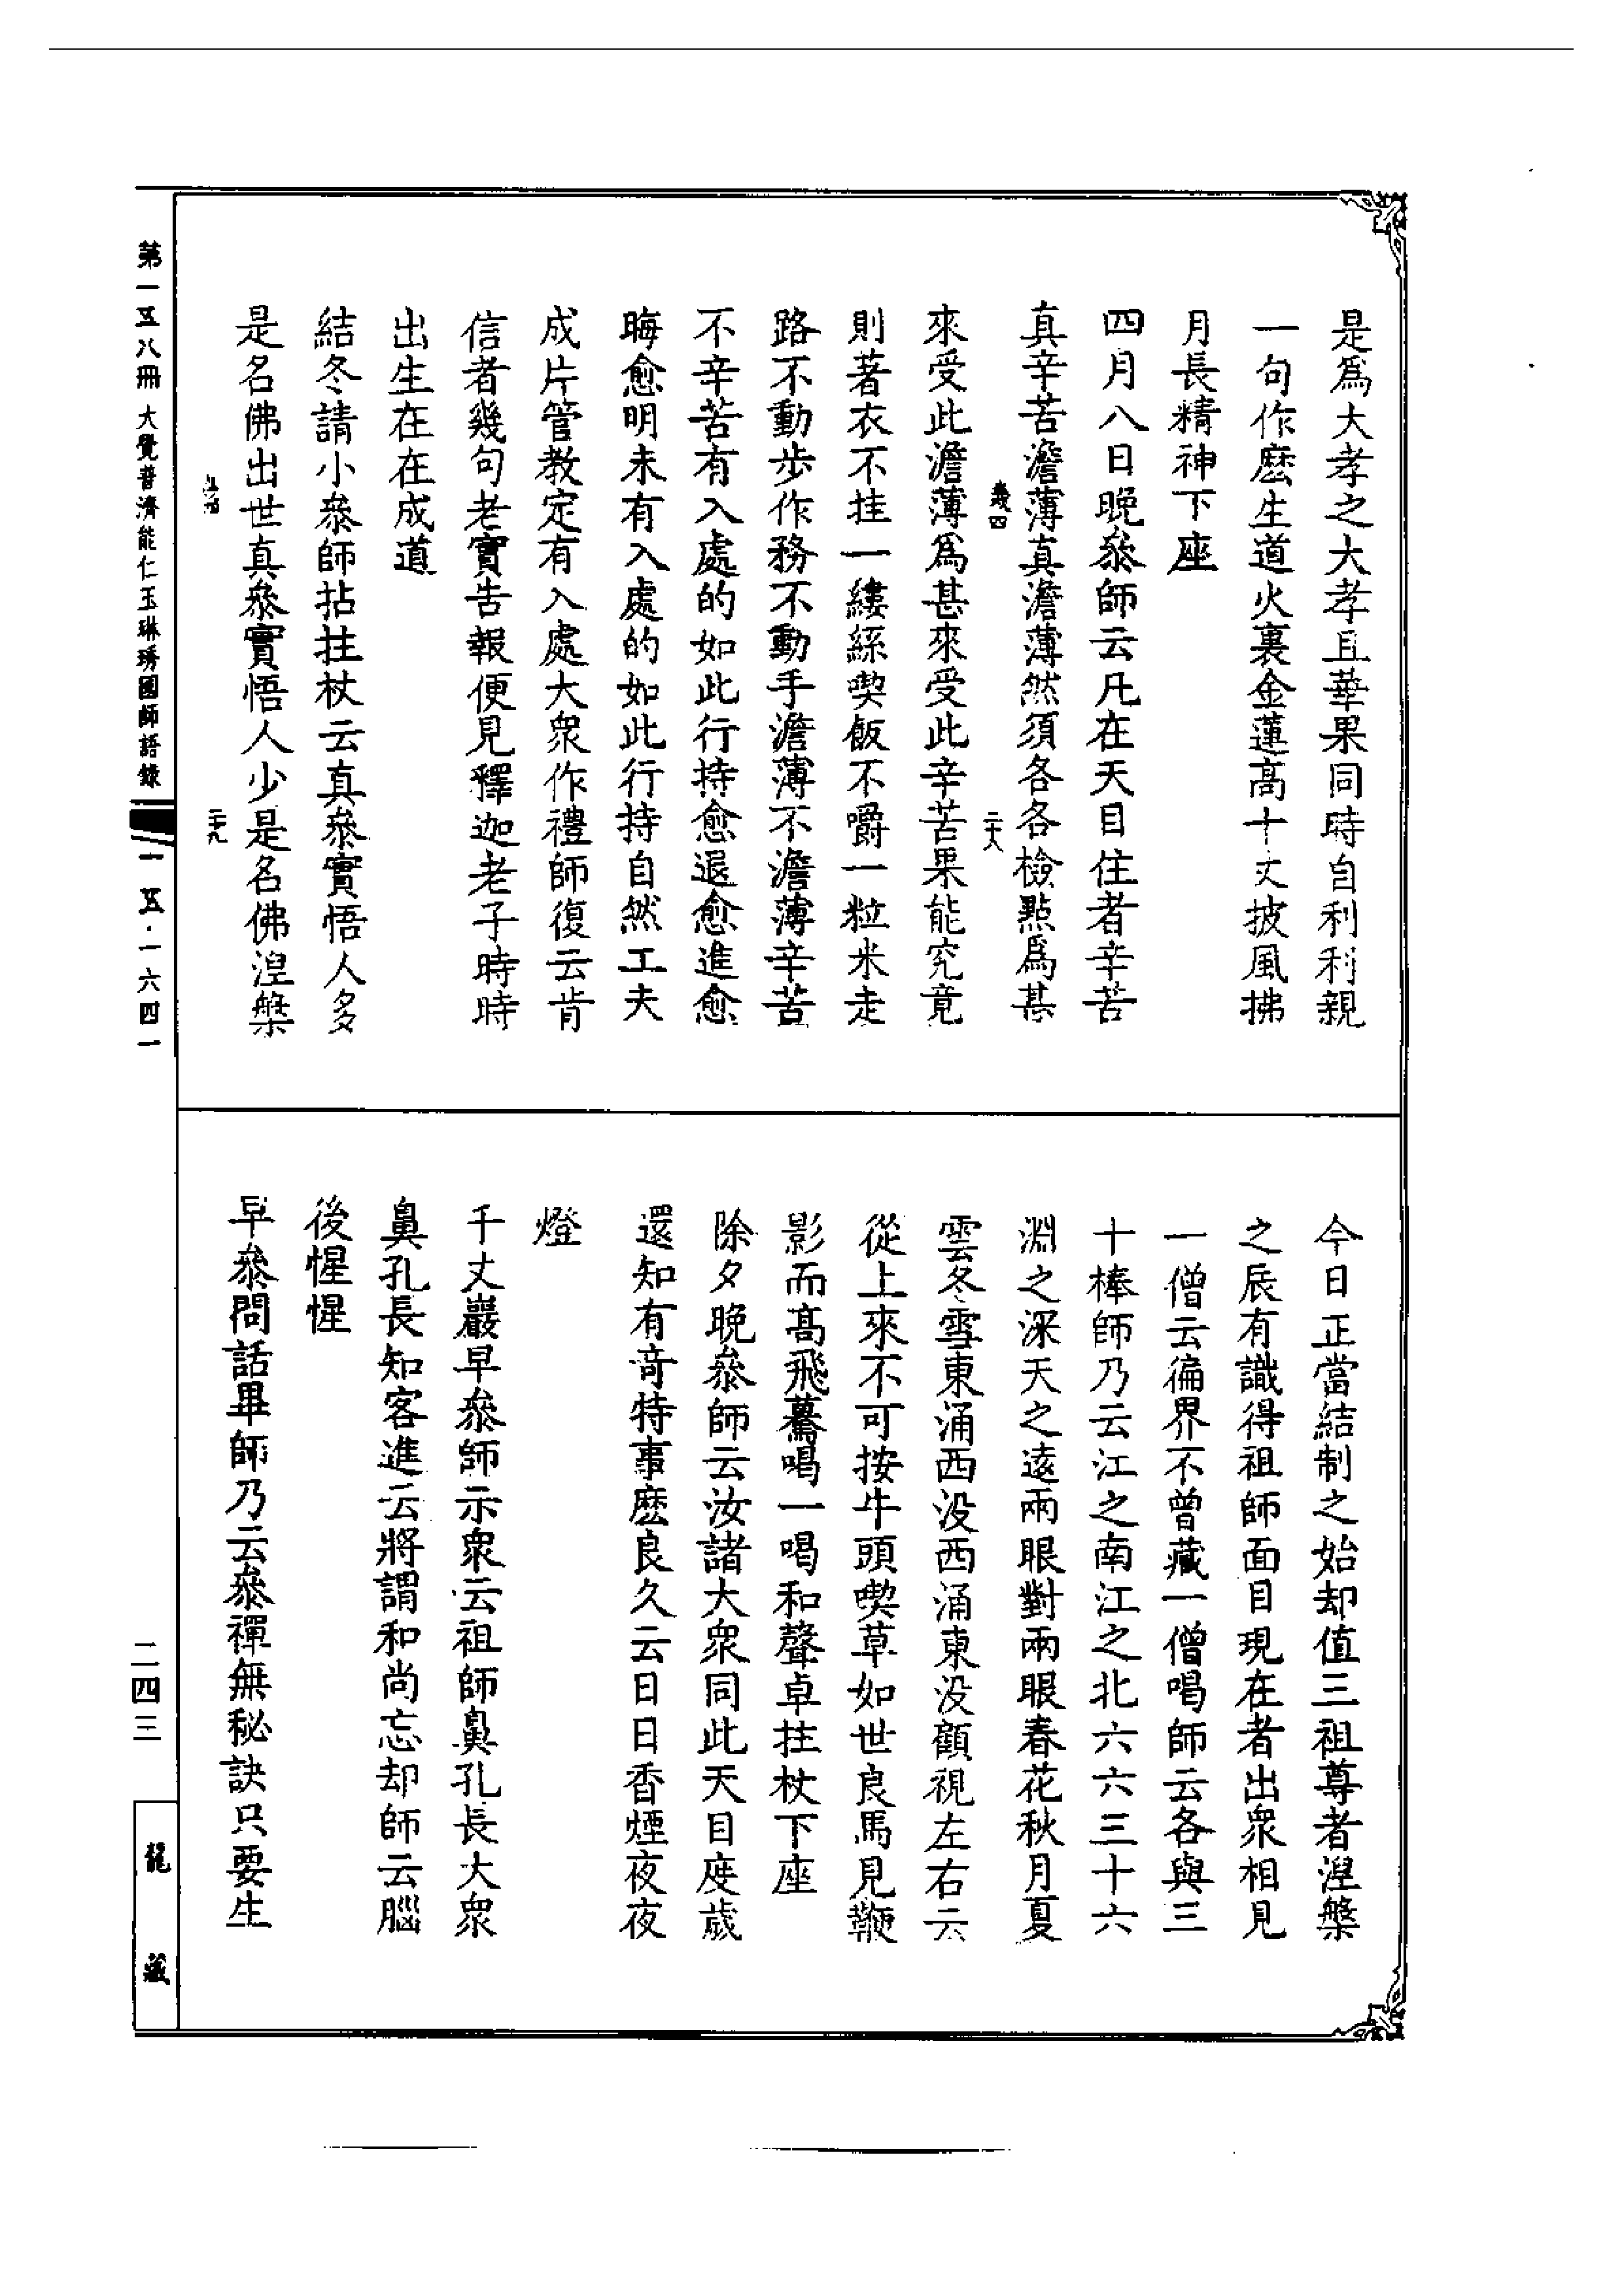 是爲大孝之大孝且華果同時自利利親
一句作麽生道火裏金蓮高十丈披風拂
月長精神下座
四月八日晚叅師云凡在天目住者辛苦
真辛苦澹薄真澹薄然須各各檢點爲甚
來受此澹薄爲甚來受此辛苦果能究竟
則著衣不挂一縷絲喫飯不嚼一粒米走
路不動步作務不動手澹薄不澹薄辛苦
不辛苦有入處的如此行持愈退愈進愈
晦愈明未有入處的如此行持自然工夫
成片管教定有入處大衆作禮師復云肯
信者幾句老實告報便見釋迦老子時時
出生在在成道
結冬請小叅師拈拄杖云真叅實悟人多
是名佛出世真叅實悟人少是名佛涅槃
二十八
二十九
今日正當結制之始却值三祖尊者涅槃
之辰有識得祖師面目現在者出衆相見
一僧云徧界不曾藏一僧喝師云各與三
十棒師乃云江之南江之北六六三十六
淵之深天之遠兩眼對兩眼春花秋月夏
雲冬雪東涌西没西涌東没顧視左右云
從上來不可按牛頭喫草如世良馬見鞭
影而高飛驀喝一喝和聲卓拄杖下座
除夕晚叅師云汝諸大衆同此天目度歲
還知有奇特事麽良久云日日香煙夜夜
燈
千丈巖早叅師示衆云祖師鼻孔長大衆
鼻孔長知客進云將謂和尚忘却師云腦
後惺惺
早叅問話畢師乃云叅禪無秘訣只要生
第一五八冊 大覺普濟能仁玉琳琇國師語錄
一五·一六四一
二四三
龍藏